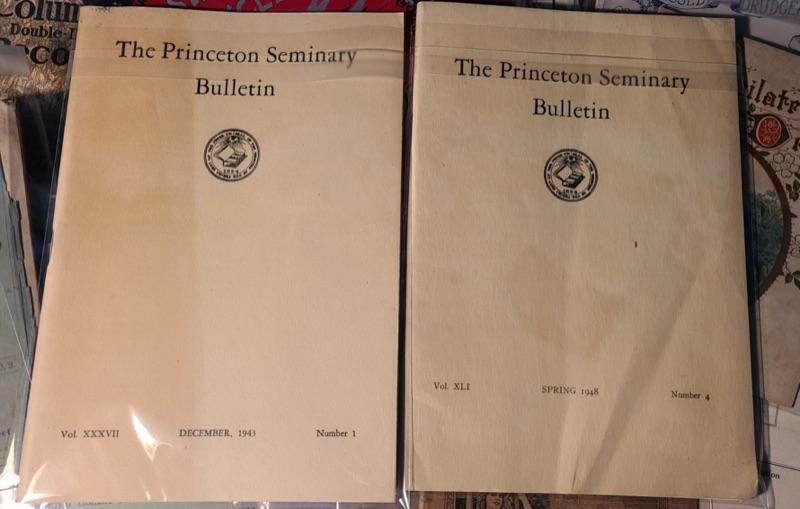 The Princeton Seminary
Bulletin
Vol. XXXVII DECEMBER, 1943 Number 1
The Princeton Seminary
Bulletin
Vol. XLI SPRING 1948 Number 4